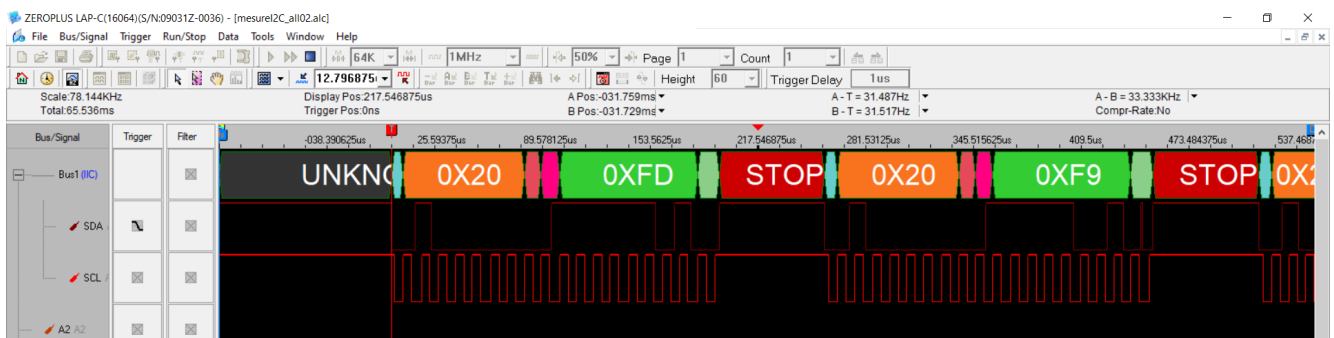 ZEROPLUS LAP-C(16064)(S/N:09031Z-0036) - [mesureI2C_all02.alc]
File Bus/Signal Trigger Run/Stop Data Tools Window Help
64K 1MHz 50% Page 1 Count 1
12.796875u Height 60 Trigger Delay 1us
Scale:78.144KHz Display Pos:217.546875us A Pos:-031.759ms A - T = 31.487Hz A - B = 33.333KHz
Total:65.536ms Trigger Pos:0ns B Pos:-031.729ms B - T = 31.517Hz Compr-Rate:No
Bus/Signal Trigger Filter -038.390625us 25.59375us 89.578125us 153.5625us 217.546875us 281.53125us 345.515625us 409.5us 473.484375us 537.468
Bus1 (IIC) UNKN 0X20 0XFD STOP 0X20 0XF9 STOP 0X2
SDA
SCL
A2 A2